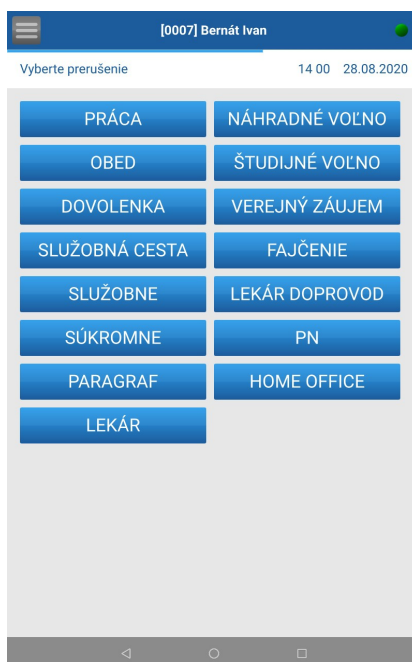 [0007] Bernát Ivan
Vyberte prerušenie 14 00 28.08.2020
PRÁCA NÁHRADNÉ VOĽNO
OBED ŠTUDIJNÉ VOĽNO
DOVOLENKA VEREJNÝ ZÁUJEM
SLUŽOBNÁ CESTA FAJČENIE
SLUŽOBNE LEKÁR DOPROVOD
SÚKROMNE PN
PARAGRAF HOME OFFICE
LEKÁR